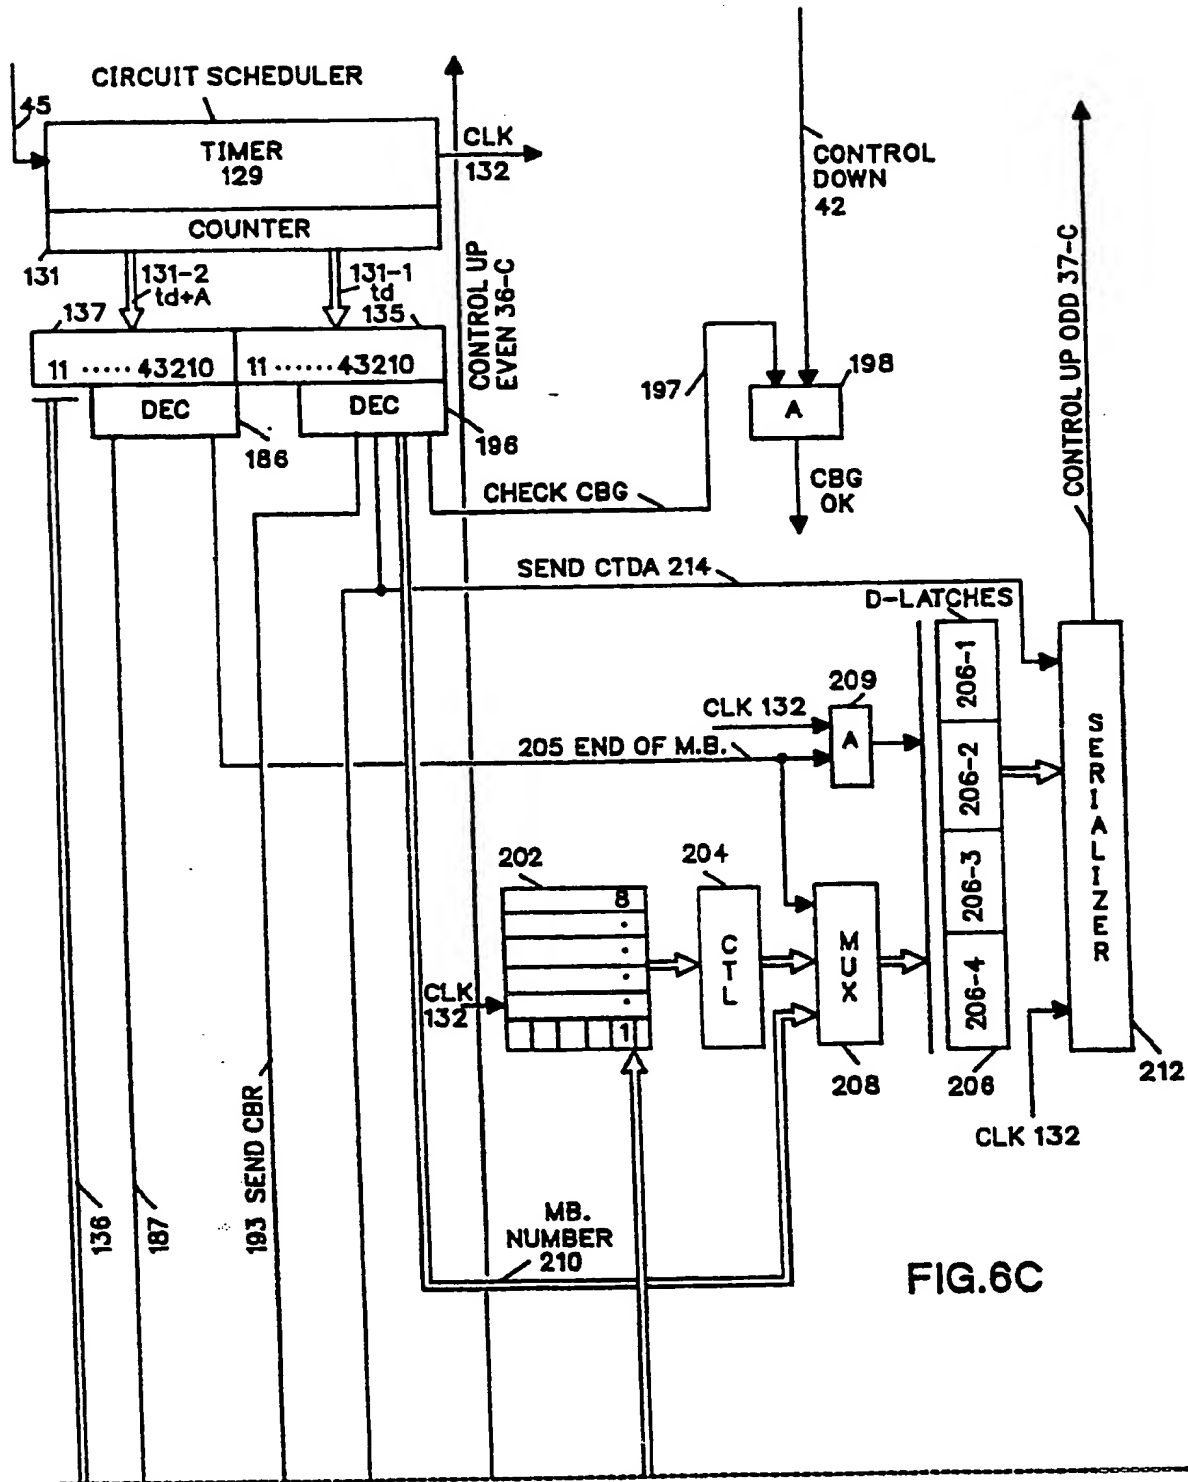 CIRCUIT SCHEDULER
45
TIMER
129
CLK
132
COUNTER
131
131-2
td+A
131-1
td
137
135
11 ····· 43210
11 ······ 43210
DEC
DEC
186
196
CONTROL UP
EVEN 36-C
CONTROL
DOWN
42
197
198
A
CBG
OK
CHECK CBG
CONTROL UP ODD 37-C
SEND CTDA 214
D-LATCHES
209
CLK 132
A
205 END OF M.B.
206-1
206-2
206-3
206-4
SERIALIZER
202
204
8
·
·
·
·
1
CTL
MUX
CLK
132
208
206
212
CLK 132
136
187
193 SEND CBR
MB.
NUMBER
210
FIG.6C